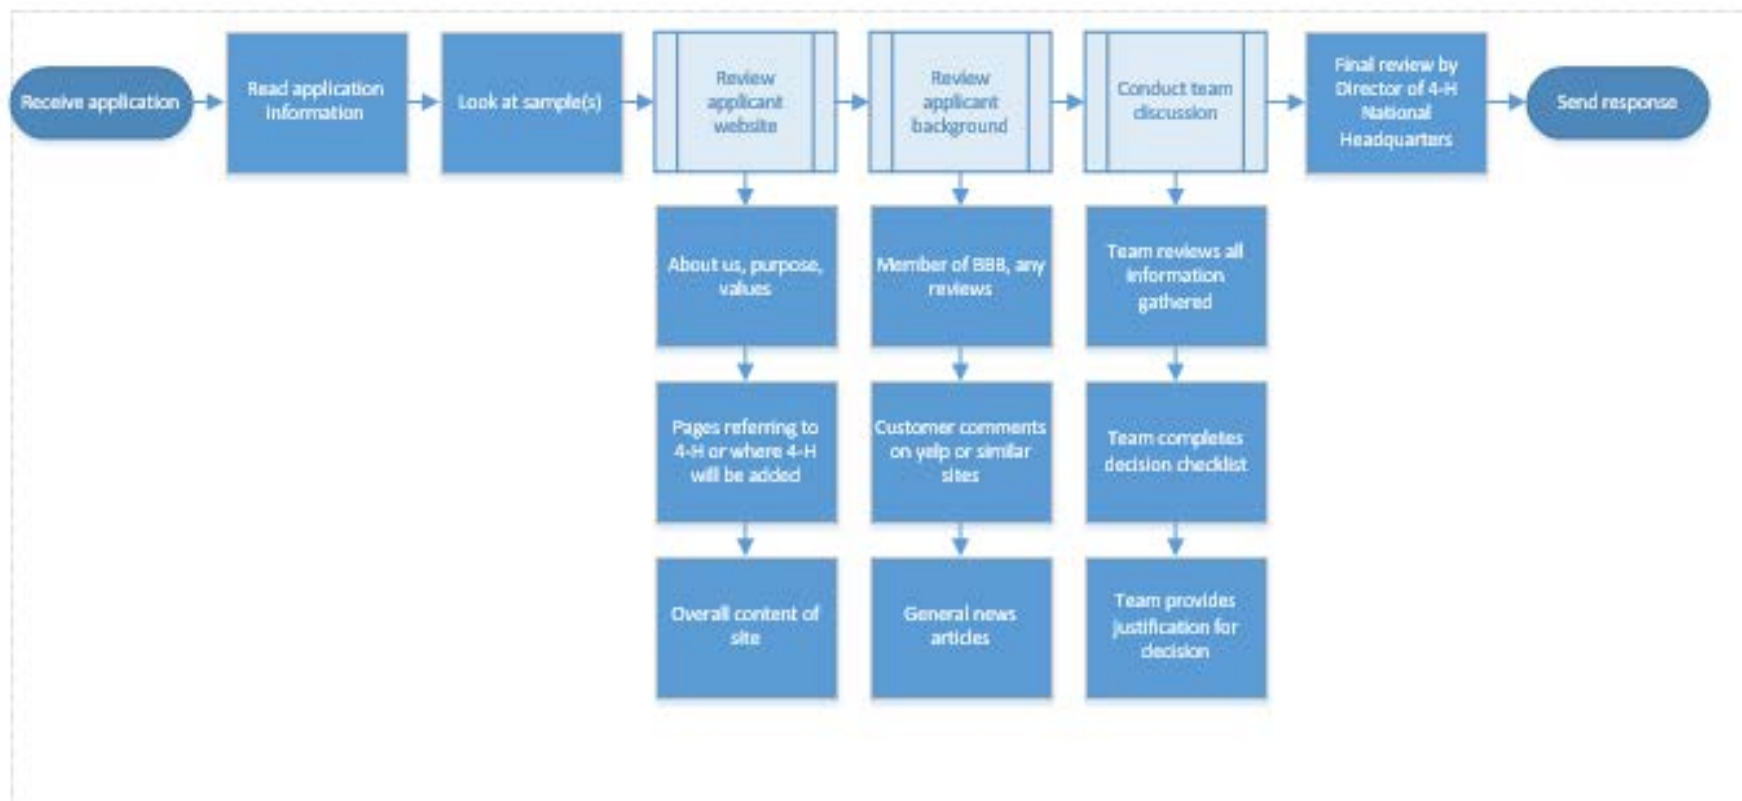 Receive application
Read application
information
Look at sample(s)
Review
applicant
website
Review
applicant
background
Conduct team
discussion
Final review by
Director of 4-H
National
Headquarters
Send response
About us, purpose,
values
Member of BBB, any
reviews
Team reviews all
information
gathered
Pages referring to
4-H or where 4-H
will be added
Customer comments
on yelp or similar
sites
Team completes
decision checklist
Overall content of
site
General news
articles
Team provides
justification for
decision